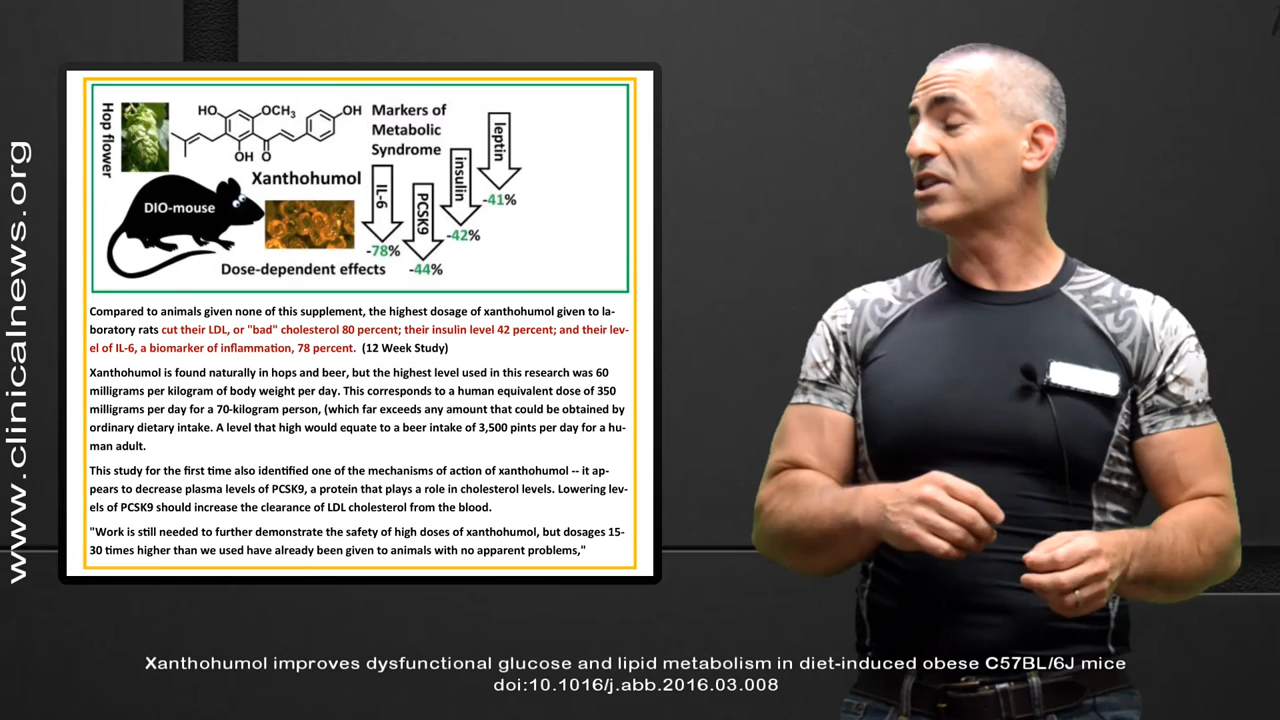 www.clinicalnews.org
Hop flower
HO
OCH3
OH
OH
O
Xanthohumol
DIO-mouse
Markers of
Metabolic
Syndrome
IL-6
-78%
PCSK9
-44%
insulin
-42%
leptin
-41%
Dose-dependent effects
Compared to animals given none of this supplement, the highest dosage of xanthohumol given to la-
boratory rats cut their LDL, or "bad" cholesterol 80 percent; their insulin level 42 percent; and their lev-
el of IL-6, a biomarker of inflammation, 78 percent. (12 Week Study)
Xanthohumol is found naturally in hops and beer, but the highest level used in this research was 60
milligrams per kilogram of body weight per day. This corresponds to a human equivalent dose of 350
milligrams per day for a 70-kilogram person, (which far exceeds any amount that could be obtained by
ordinary dietary intake. A level that high would equate to a beer intake of 3,500 pints per day for a hu-
man adult.
This study for the first time also identified one of the mechanisms of action of xanthohumol -- it ap-
pears to decrease plasma levels of PCSK9, a protein that plays a role in cholesterol levels. Lowering lev-
els of PCSK9 should increase the clearance of LDL cholesterol from the blood.
"Work is still needed to further demonstrate the safety of high doses of xanthohumol, but dosages 15-
30 times higher than we used have already been given to animals with no apparent problems,"
Xanthohumol improves dysfunctional glucose and lipid metabolism in diet-induced obese C57BL/6J mice
doi:10.1016/j.abb.2016.03.008